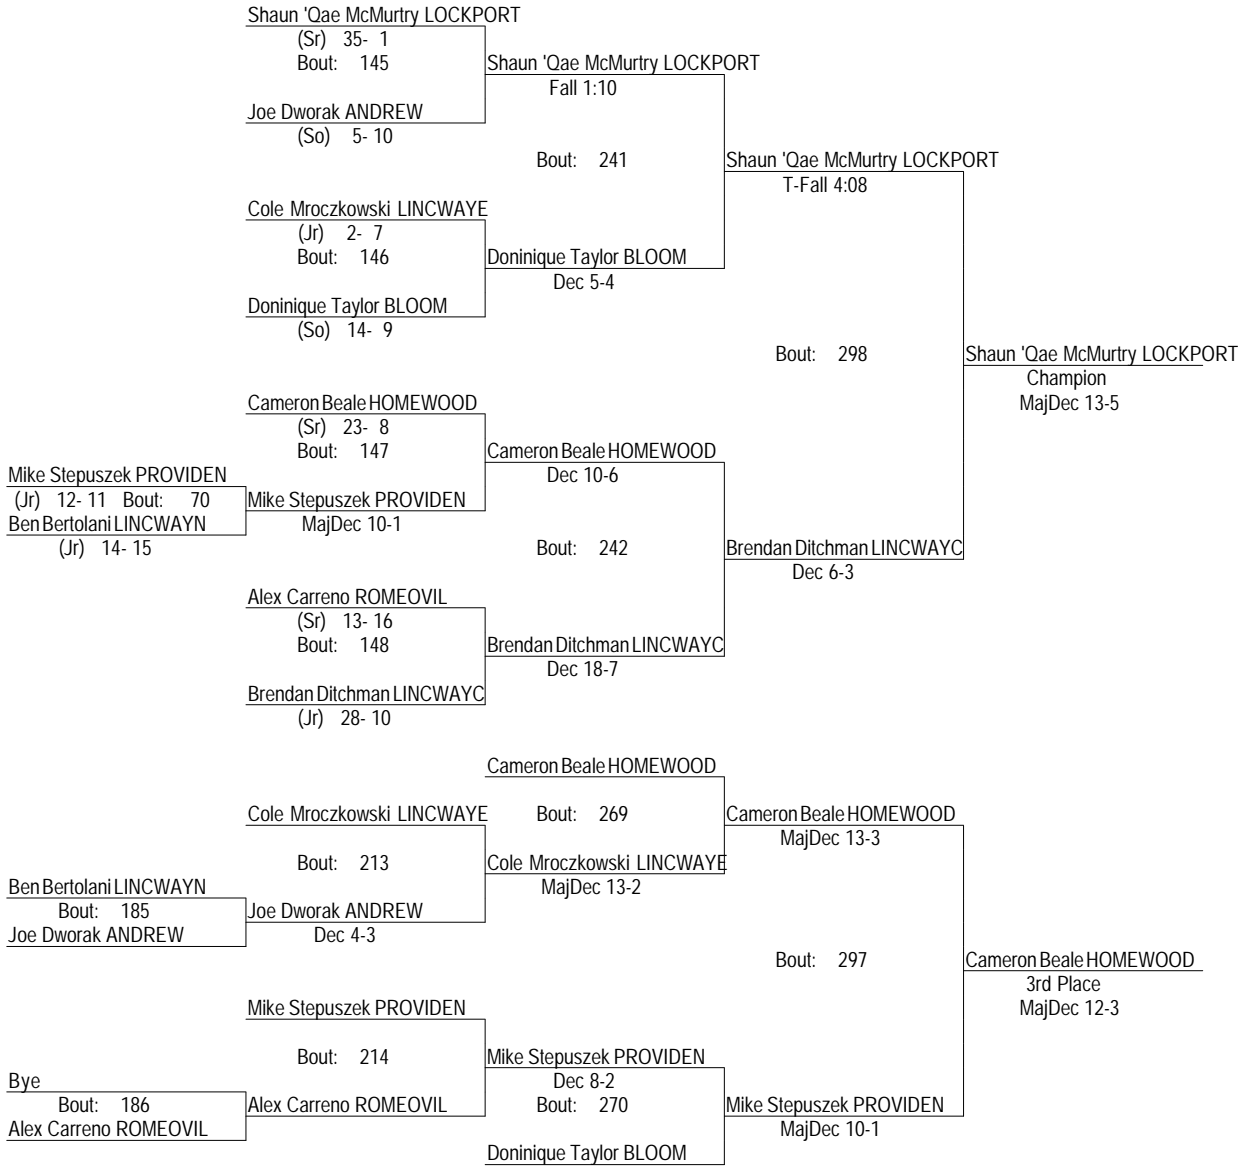 Shaun 'Qae McMurtry LOCKPORT
(Sr) 35- 1
Bout: 145
Shaun 'Qae McMurtry LOCKPORT
Fall 1:10
Joe Dworak ANDREW
(So) 5- 10
Bout: 241
Shaun 'Qae McMurtry LOCKPORT
T-Fall 4:08
Cole Mroczkowski LINCWAYE
(Jr) 2- 7
Bout: 146
Doninique Taylor BLOOM
Dec 5-4
Doninique Taylor BLOOM
(So) 14- 9
Bout: 298
Shaun 'Qae McMurtry LOCKPORT
Champion
MajDec 13-5
Cameron Beale HOMEWOOD
(Sr) 23- 8
Bout: 147
Cameron Beale HOMEWOOD
Dec 10-6
Mike Stepuszek PROVIDEN
(Jr) 12- 11 Bout: 70
Mike Stepuszek PROVIDEN
MajDec 10-1
Ben Bertolani LINCWAYN
(Jr) 14- 15
Bout: 242
Brendan Ditchman LINCWAYC
Dec 6-3
Alex Carreno ROMEOVIL
(Sr) 13- 16
Bout: 148
Brendan Ditchman LINCWAYC
Dec 18-7
Brendan Ditchman LINCWAYC
(Jr) 28- 10
Cameron Beale HOMEWOOD
Cole Mroczkowski LINCWAYE
Bout: 269
Cameron Beale HOMEWOOD
MajDec 13-3
Bout: 213
Cole Mroczkowski LINCWAYE
MajDec 13-2
Ben Bertolani LINCWAYN
Bout: 185
Joe Dworak ANDREW
Dec 4-3
Joe Dworak ANDREW
Bout: 297
Cameron Beale HOMEWOOD
3rd Place
MajDec 12-3
Mike Stepuszek PROVIDEN
Bout: 214
Mike Stepuszek PROVIDEN
Dec 8-2
Bye
Bout: 186
Alex Carreno ROMEOVIL
Bout: 270
Mike Stepuszek PROVIDEN
MajDec 10-1
Alex Carreno ROMEOVIL
Doninique Taylor BLOOM